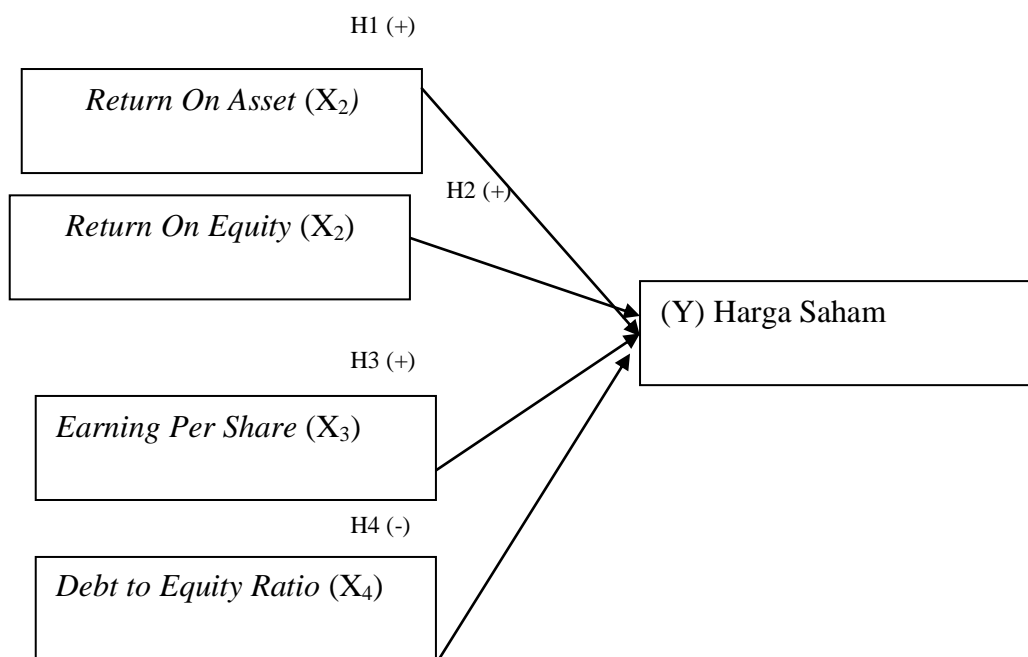 H1 (+)
Return On Asset (X₂)
H2 (+)
Return On Equity (X₂)
(Y) Harga Saham
H3 (+)
Earning Per Share (X₃)
H4 (-)
Debt to Equity Ratio (X₄)